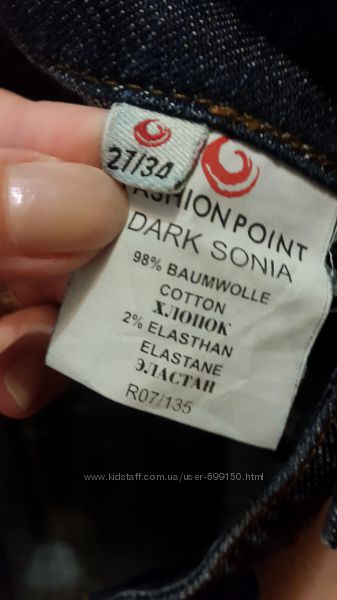 27/30
FASHION POINT
DARK SONIA
98% BAUMWOLLE
COTTON
ХЛОПОК
2% ELASTHAN
ELASTANE
ЭЛАСТАН
R07/135
www.kidstaff.com.ua/user-699150.html